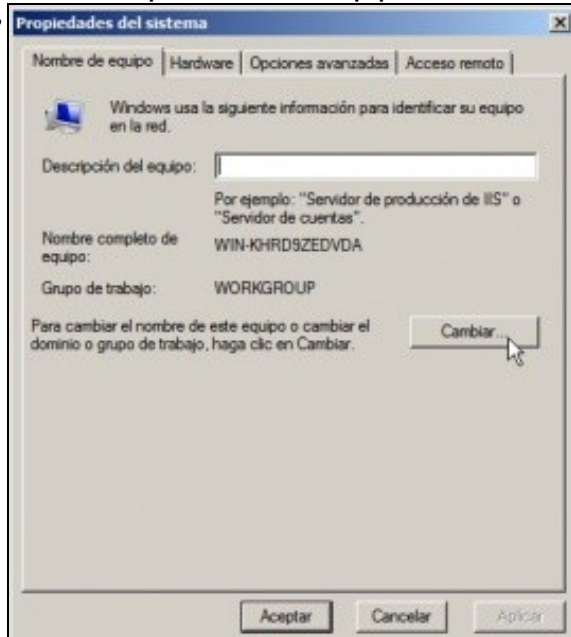 Propiedades del sistema
Nombre de equipo Hardware Opciones avanzadas Acceso remoto
Windows usa la siguiente información para identificar su equipo
en la red.
Descripción del equipo:
Por ejemplo: "Servidor de producción de IIS" o
"Servidor de cuentas".
Nombre completo de
equipo:
WIN-KHRD9ZEDVDA
Grupo de trabajo: WORKGROUP
Para cambiar el nombre de este equipo o cambiar el
dominio o grupo de trabajo, haga clic en Cambiar.
Cambiar...
Aceptar Cancelar Aplicar